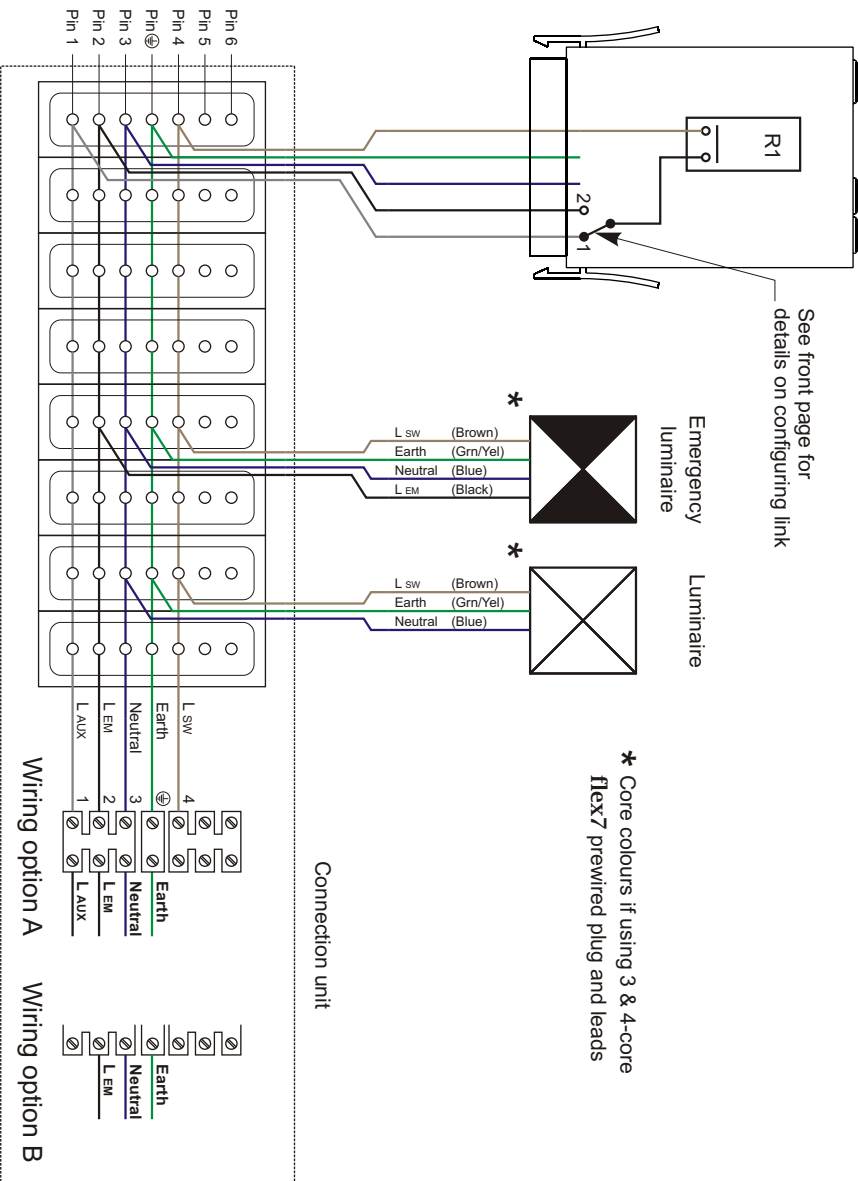 R1
2
1
See front page for
details on configuring link
Emergency
luminaire
Luminaire
* Core colours if using 3 & 4-core
flex7 prewired plug and leads
*
L SW (Brown)
Earth (Grn/Yel)
Neutral (Blue)
L EM (Black)
*
L SW (Brown)
Earth (Grn/Yel)
Neutral (Blue)
Connection unit
Pin 6
Pin 5
Pin 4
Pin ⏚
Pin 3
Pin 2
Pin 1
L SW
Earth
Neutral
L EM
L AUX
4
⏚
3
2
1
Earth
Neutral
L EM
L AUX
Wiring option A
Earth
Neutral
L EM
Wiring option B